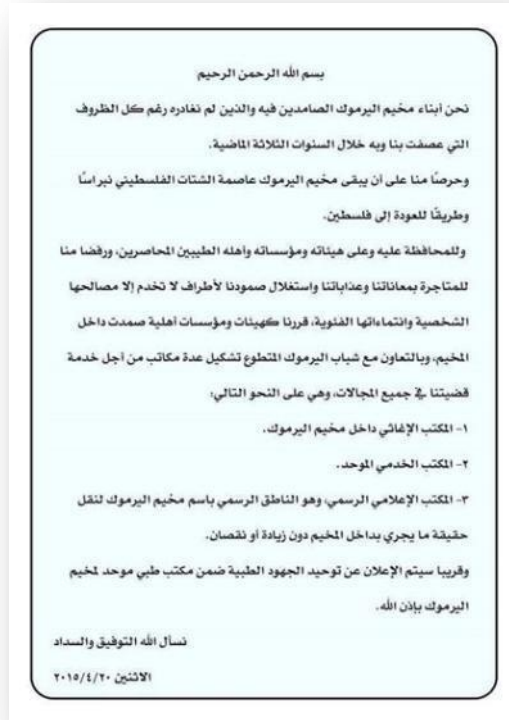 بسم الله الرحمن الرحيم
نحن أبناء مخيم اليرموك الصامدين فيه والذين لم نغادره رغم كل الظروف
التي عصفت بنا وبه خلال السنوات الثلاثة الماضية.
وحرصًا منا على أن يبقى مخيم اليرموك عاصمة الشتات الفلسطيني نبراسًا
وطريقًا للعودة إلى فلسطين.
وللمحافظة عليه وعلى هيئاته ومؤسساته وأهله الطيبين المحاصرين، ورفضا منا
للمتاجرة بمعاناتنا وعذاباتنا واستغلال صمودنا لأطراف لا تخدم إلا مصالحها
الشخصية وانتماءاتها الفئوية، قررنا كهيئات ومؤسسات أهلية صمدت داخل
المخيم، وبالتعاون مع شباب اليرموك المتطوع تشكيل عدة مكاتب من أجل خدمة
قضيتنا في جميع المجالات، وهي على النحو التالي:
١- المكتب الإغاثي داخل مخيم اليرموك.
٢- المكتب الخدمي الموحد.
٣- المكتب الإعلامي الرسمي، وهو الناطق الرسمي باسم مخيم اليرموك لنقل
حقيقة ما يجري بداخل المخيم دون زيادة أو نقصان.
وقريبا سيتم الإعلان عن توحيد الجهود الطبية ضمن مكتب طبي موحد لمخيم
اليرموك بإذن الله.
نسأل الله التوفيق والسداد
الاثنين ٢٠١٥/٤/٢٠